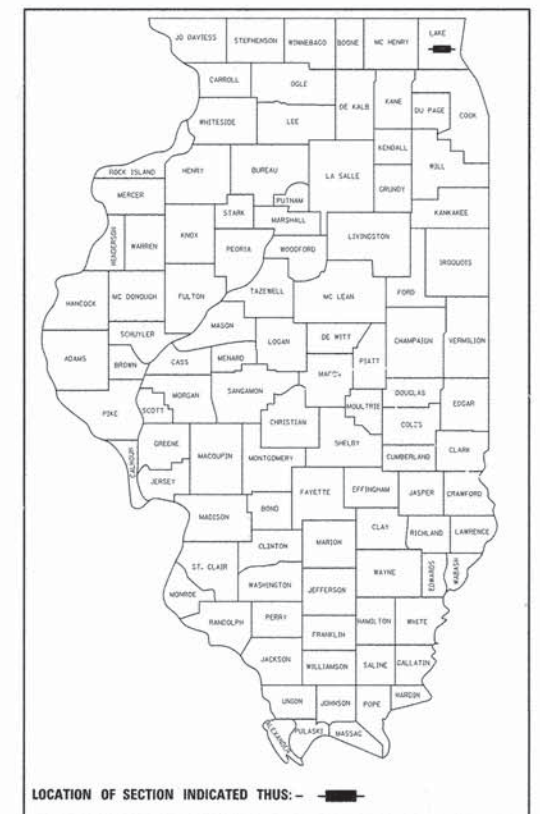 JO DAVIESS STEPHENSON WINNEBAGO BOONE MC HENRY LAKE
CARROLL OGLE DE KALB KANE DU PAGE COOK
WHITESIDE LEE
KENDALL
ROCK ISLAND HENRY BUREAU LA SALLE GRUNDY WILL
MERCER PUTNAM
STARK MARSHALL KANKAKEE
HENDERSON WARREN KNOX PEORIA WOODFORD LIVINGSTON IROQUOIS
HANCOCK MC DONOUGH FULTON TAZEWELL MC LEAN FORD
MASON
SCHUYLER LOGAN DE WITT CHAMPAIGN VERMILION
ADAMS BROWN CASS MENARD PIATT
SANGAMON
PIKE SCOTT MORGAN MOULTRIE DOUGLAS EDGAR
CHRISTIAN COLES
CALHOUN GREENE MACOUPIN MONTGOMERY SHELBY CUMBERLAND CLARK
JERSEY FAYETTE EFFINGHAM JASPER CRAWFORD
MADISON BOND
CLINTON MARION CLAY RICHLAND LAWRENCE
ST. CLAIR WASHINGTON JEFFERSON WAYNE EDWARDS WABASH
MONROE
RANDOLPH PERRY FRANKLIN HAMILTON WHITE
JACKSON WILLIAMSON SALINE GALLATIN
UNION JOHNSON POPE HARDIN
ALEXANDER PULASKI MASSAC
LOCATION OF SECTION INDICATED THUS:-